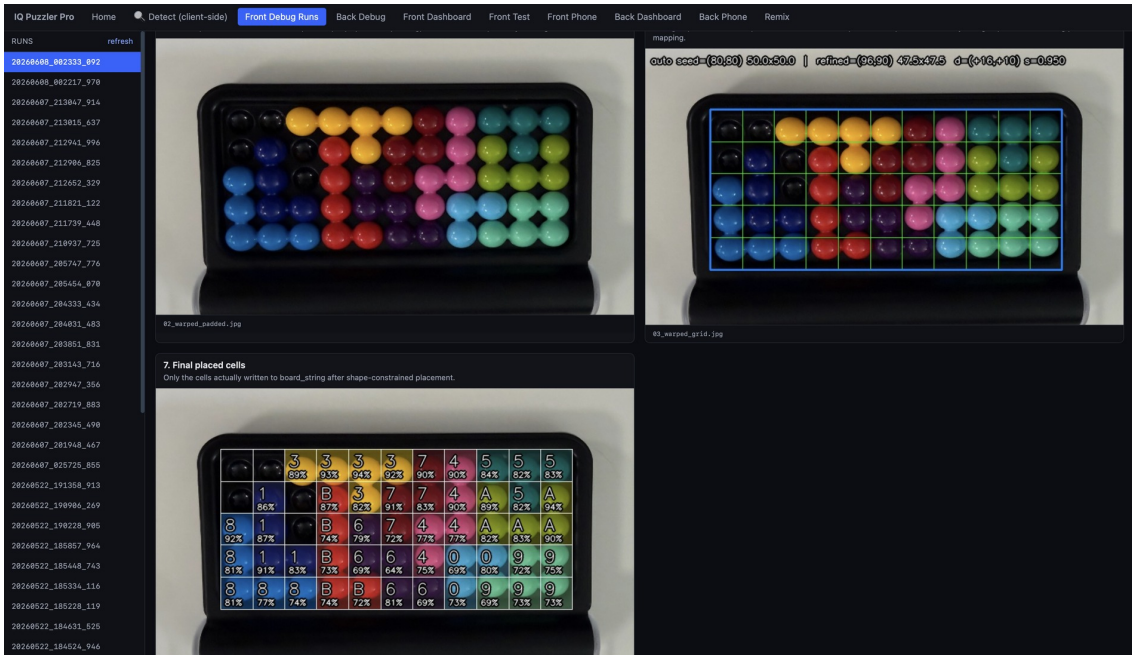 IQ Puzzler Pro Home Detect (client-side) Front Debug Runs Back Debug Front Dashboard Front Test Front Phone Back Dashboard Back Phone Remix
RUNS refresh
20260608_002333_092
20260608_002217_970
20260607_213047_914
20260607_213015_637
20260607_212941_996
20260607_212906_825
20260607_212652_329
20260607_211821_122
20260607_211739_448
20260607_210937_725
20260607_205747_776
20260607_205454_070
20260607_204333_434
20260607_204031_483
20260607_203851_831
20260607_203143_716
20260607_202947_356
20260607_202719_883
20260607_202345_490
20260607_201948_467
20260607_025725_855
20260522_191358_913
20260522_190906_269
20260522_190228_905
20260522_185857_964
20260522_185448_743
20260522_185334_116
20260522_185228_119
20260522_184631_525
20260522_184524_946
02_warped_padded.jpg
mapping.
auto seed=(80,80) 50.0x50.0 | refined=(96,90) 47.5x47.5 d=(+16,+10) s=0.950
03_warped_grid.jpg
7. Final placed cells
Only the cells actually written to board_string after shape-constrained placement.
3 3 3 3 7 4 5 5 5
89% 93% 94% 92% 90% 90% 84% 82% 83%
1 B 3 7 7 4 A 5 A
86% 87% 82% 91% 83% 90% 89% 82% 94%
8 1 B 6 7 4 4 A A A
92% 87% 74% 79% 72% 77% 77% 82% 83% 90%
8 1 1 B 6 6 4 0 0 9 9
81% 91% 83% 73% 69% 64% 75% 69% 80% 72% 75%
8 8 8 B B 6 6 0 9 9 9
81% 77% 74% 74% 72% 81% 69% 73% 69% 73% 73%